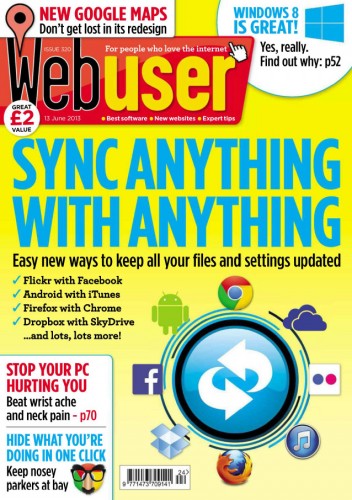 NEW GOOGLE MAPS
Don't get lost in its redesign
WINDOWS 8
IS GREAT!
Yes, really.
Find out why: p52
ISSUE 320
For people who love the internet
Webuser
GREAT
£2
VALUE
13 June 2013
• Best software • New websites • Expert tips
SYNC ANYTHING
WITH ANYTHING
Easy new ways to keep all your files and settings updated
✓ Flickr with Facebook
✓ Android with iTunes
✓ Firefox with Chrome
✓ Dropbox with SkyDrive
...and lots, lots more!
STOP YOUR PC
HURTING YOU
Beat wrist ache
and neck pain - p70
HIDE WHAT YOU'RE
DOING IN ONE CLICK
Keep nosey
parkers at bay
f
24
9 771473 709141